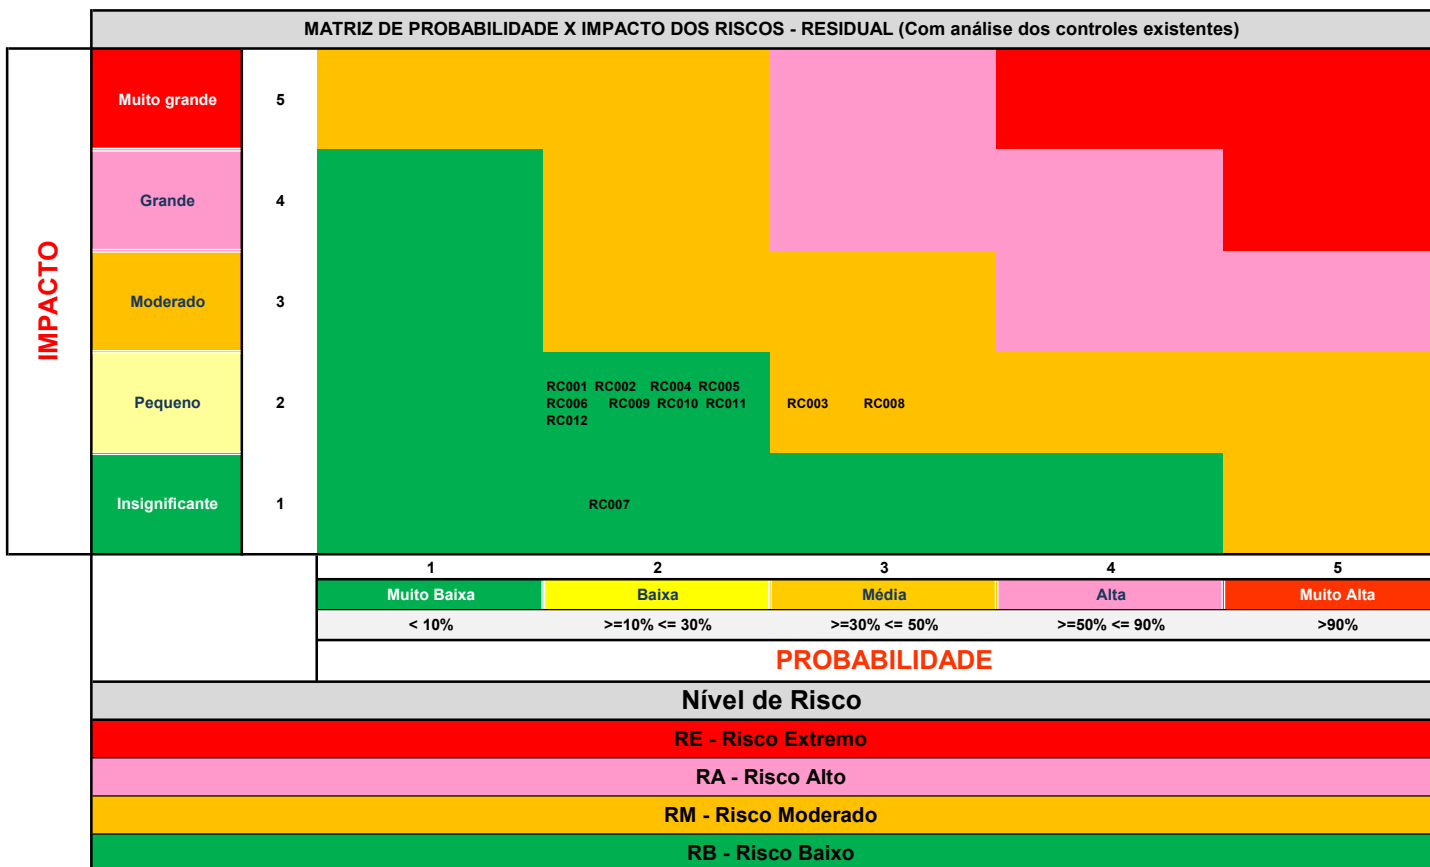 MATRIZ DE PROBABILIDADE X IMPACTO DOS RISCOS - RESIDUAL (Com análise dos controles existentes)
IMPACTO
Muito grande 5
Grande 4
Moderado 3
Pequeno 2
RC001 RC002 RC004 RC005
RC006 RC009 RC010 RC011
RC012
RC003 RC008
Insignificante 1
RC007
1 2 3 4 5
Muito Baixa Baixa Média Alta Muito Alta
< 10% >=10% <= 30% >=30% <= 50% >=50% <= 90% >90%
PROBABILIDADE
Nível de Risco
RE - Risco Extremo
RA - Risco Alto
RM - Risco Moderado
RB - Risco Baixo